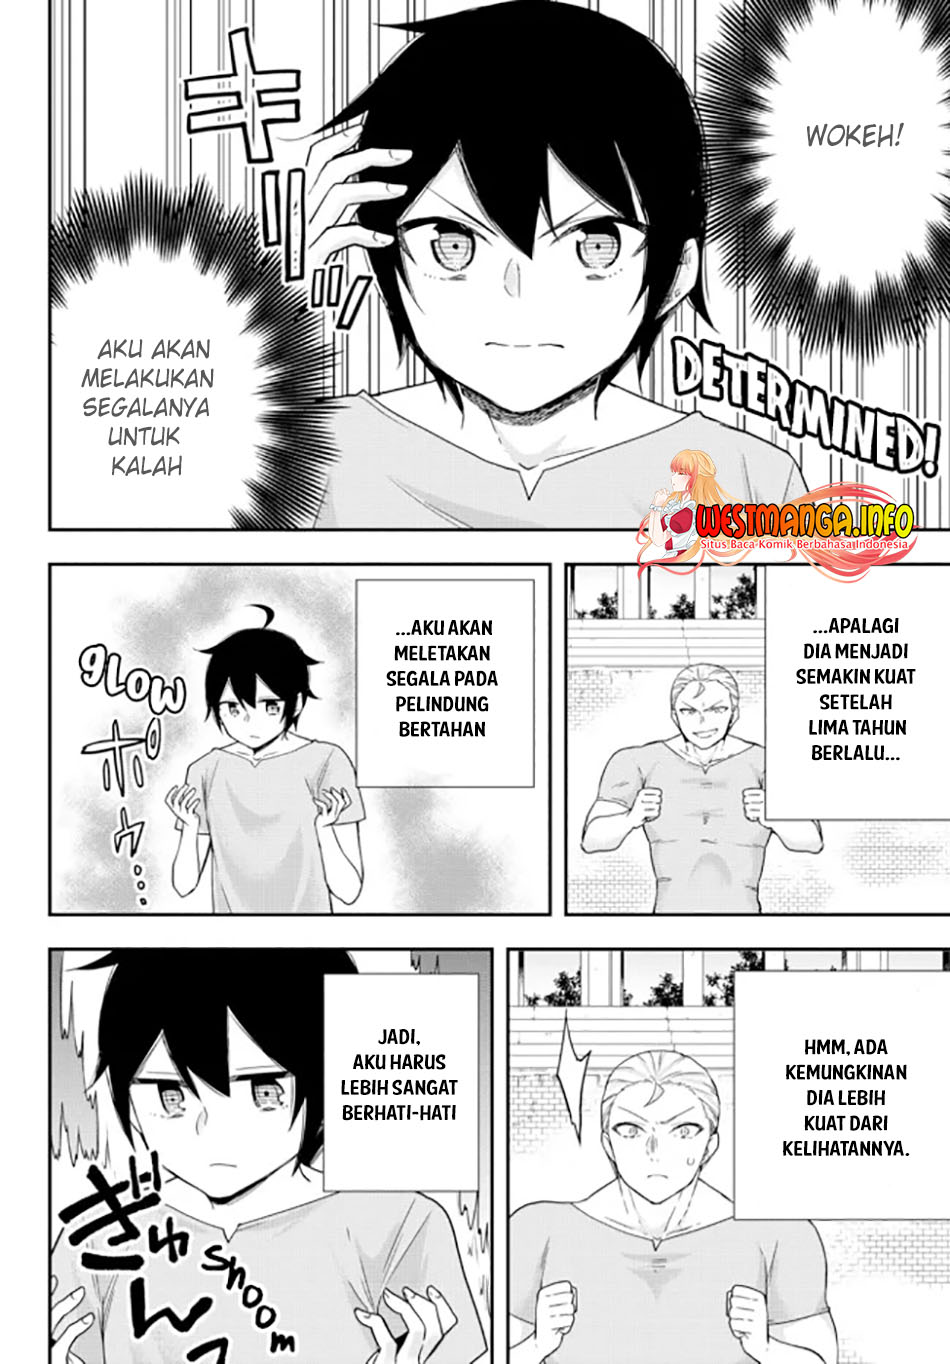 WOKEH!
キ
リッ
AKU AKAN
MELAKUKAN
SEGALANYA
UNTUK
KALAH
DETERMINED!
WESTMANGA.INFO
Situs Baca Komik Berbahasa Indonesia
...APALAGI
DIA MENJADI
SEMAKIN KUAT
SETELAH
LIMA TAHUN
BERLALU...
...AKU AKAN
MELETAKAN
SEGALA PADA
PELINDUNG
BERTAHAN
GLOW
ポゥ...
HMM, ADA
KEMUNGKINAN
DIA LEBIH
KUAT DARI
KELIHATANNYA.
JADI,
AKU HARUS
LEBIH SANGAT
BERHATI-HATI
ぎゅん
SHOOM